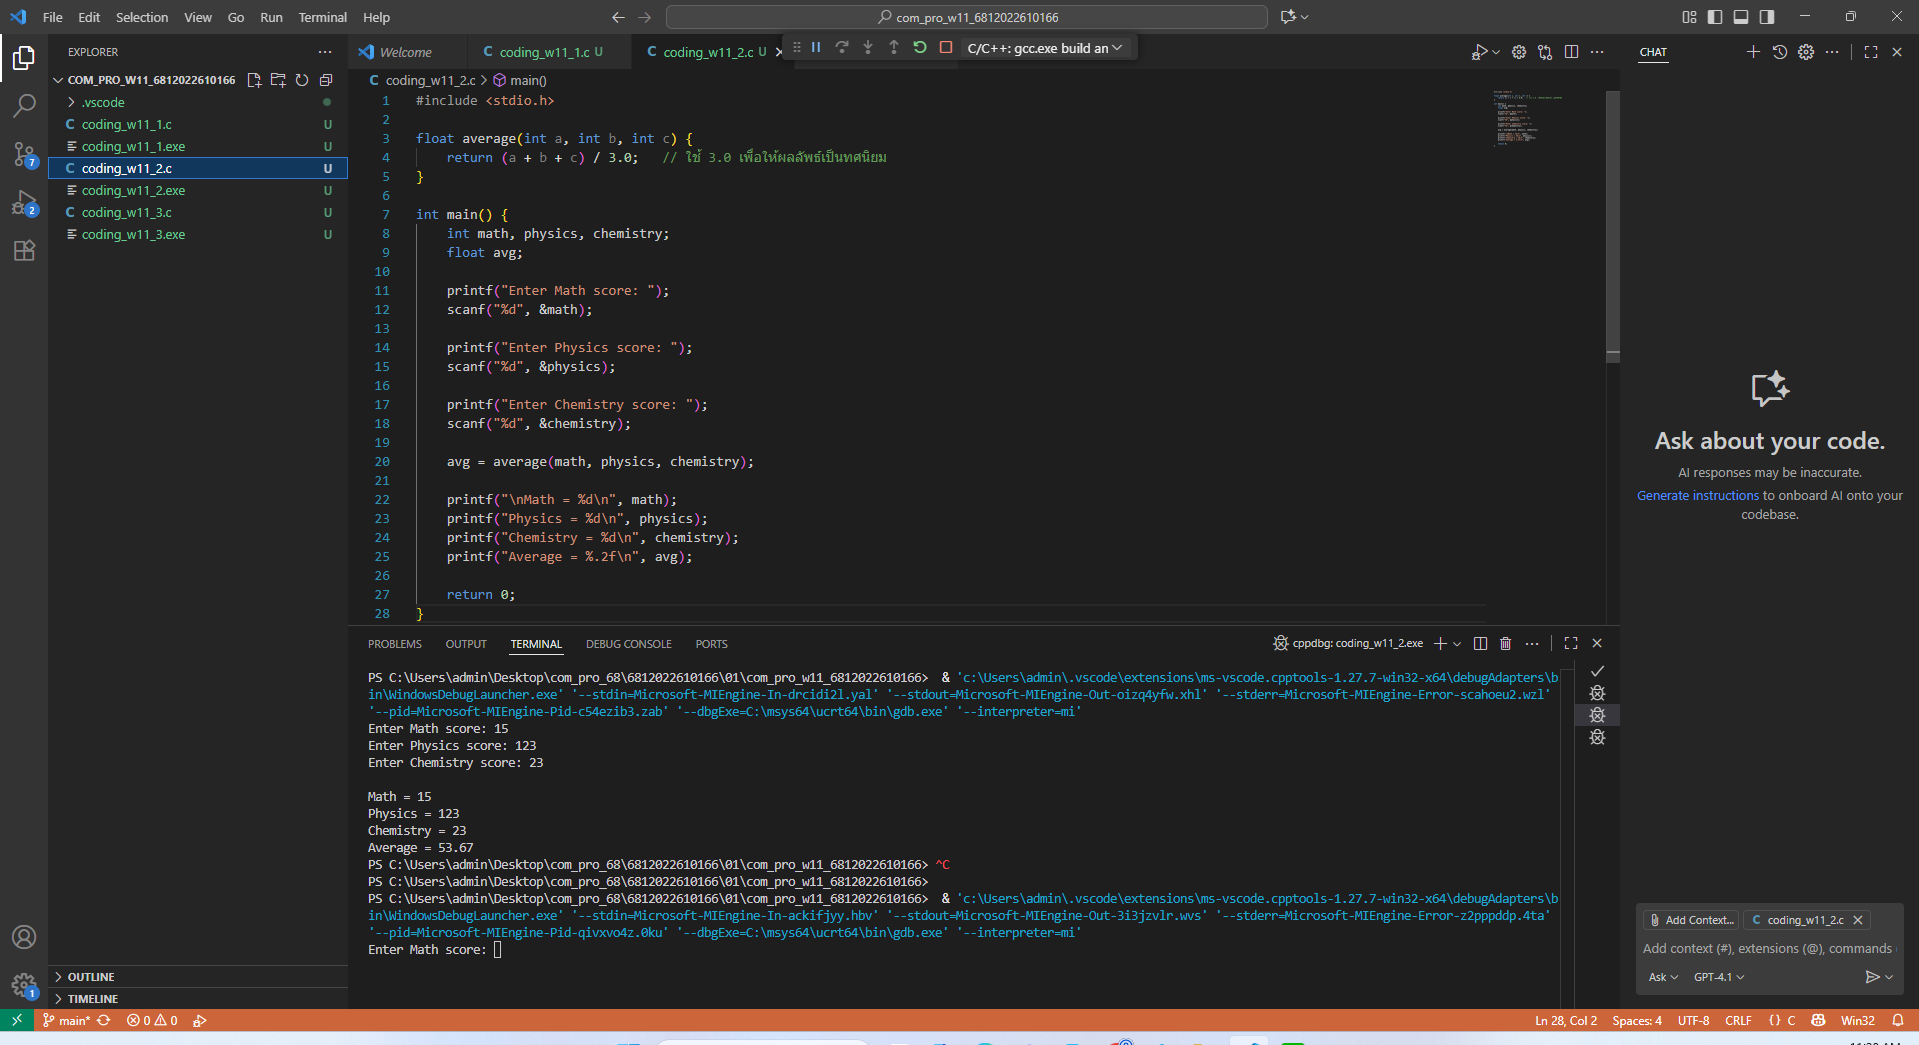 File Edit Selection View Go Run Terminal Help
com_pro_w11_6812022610166
EXPLORER
COM_PRO_W11_6812022610166
.vscode
C coding_w11_1.c U
coding_w11_1.exe U
C coding_w11_2.c U
coding_w11_2.exe U
C coding_w11_3.c U
coding_w11_3.exe U
7
2
1
OUTLINE
TIMELINE
Welcome
C coding_w11_1.c U
C coding_w11_2.c U
C/C++: gcc.exe build an
C coding_w11_2.c > main()
1 #include <stdio.h>
2
3 float average(int a, int b, int c) {
4 return (a + b + c) / 3.0; // ใช้ 3.0 เพื่อให้ผลลัพธ์เป็นทศนิยม
5 }
6
7 int main() {
8 int math, physics, chemistry;
9 float avg;
10
11 printf("Enter Math score: ");
12 scanf("%d", &math);
13
14 printf("Enter Physics score: ");
15 scanf("%d", &physics);
16
17 printf("Enter Chemistry score: ");
18 scanf("%d", &chemistry);
19
20 avg = average(math, physics, chemistry);
21
22 printf("\nMath = %d\n", math);
23 printf("Physics = %d\n", physics);
24 printf("Chemistry = %d\n", chemistry);
25 printf("Average = %.2f\n", avg);
26
27 return 0;
28 }
PROBLEMS OUTPUT TERMINAL DEBUG CONSOLE PORTS
cppdbg: coding_w11_2.exe
PS C:\Users\admin\Desktop\com_pro_68\6812022610166\01\com_pro_w11_6812022610166> & 'c:\Users\admin\.vscode\extensions\ms-vscode.cpptools-1.27.7-win32-x64\debugAdapters\b
in\WindowsDebugLauncher.exe' '--stdin=Microsoft-MIEngine-In-drcidi2l.yal' '--stdout=Microsoft-MIEngine-Out-oizq4yfw.xhl' '--stderr=Microsoft-MIEngine-Error-scahoeu2.wzl'
'--pid=Microsoft-MIEngine-Pid-c54ezib3.zab' '--dbgExe=C:\msys64\ucrt64\bin\gdb.exe' '--interpreter=mi'
Enter Math score: 15
Enter Physics score: 123
Enter Chemistry score: 23
Math = 15
Physics = 123
Chemistry = 23
Average = 53.67
PS C:\Users\admin\Desktop\com_pro_68\6812022610166\01\com_pro_w11_6812022610166> ^C
PS C:\Users\admin\Desktop\com_pro_68\6812022610166\01\com_pro_w11_6812022610166>
PS C:\Users\admin\Desktop\com_pro_68\6812022610166\01\com_pro_w11_6812022610166> & 'c:\Users\admin\.vscode\extensions\ms-vscode.cpptools-1.27.7-win32-x64\debugAdapters\b
in\WindowsDebugLauncher.exe' '--stdin=Microsoft-MIEngine-In-ackifjyy.hbv' '--stdout=Microsoft-MIEngine-Out-3i3jzvlr.wvs' '--stderr=Microsoft-MIEngine-Error-z2pppddp.4ta'
'--pid=Microsoft-MIEngine-Pid-qivxvo4z.0ku' '--dbgExe=C:\msys64\ucrt64\bin\gdb.exe' '--interpreter=mi'
Enter Math score:
CHAT
Ask about your code.
AI responses may be inaccurate.
Generate instructions to onboard AI onto your
codebase.
Add Context... C coding_w11_2.c
Add context (#), extensions (@), commands
Ask GPT-4.1
main* 0 0
Ln 28, Col 2 Spaces: 4 UTF-8 CRLF {} C Win32